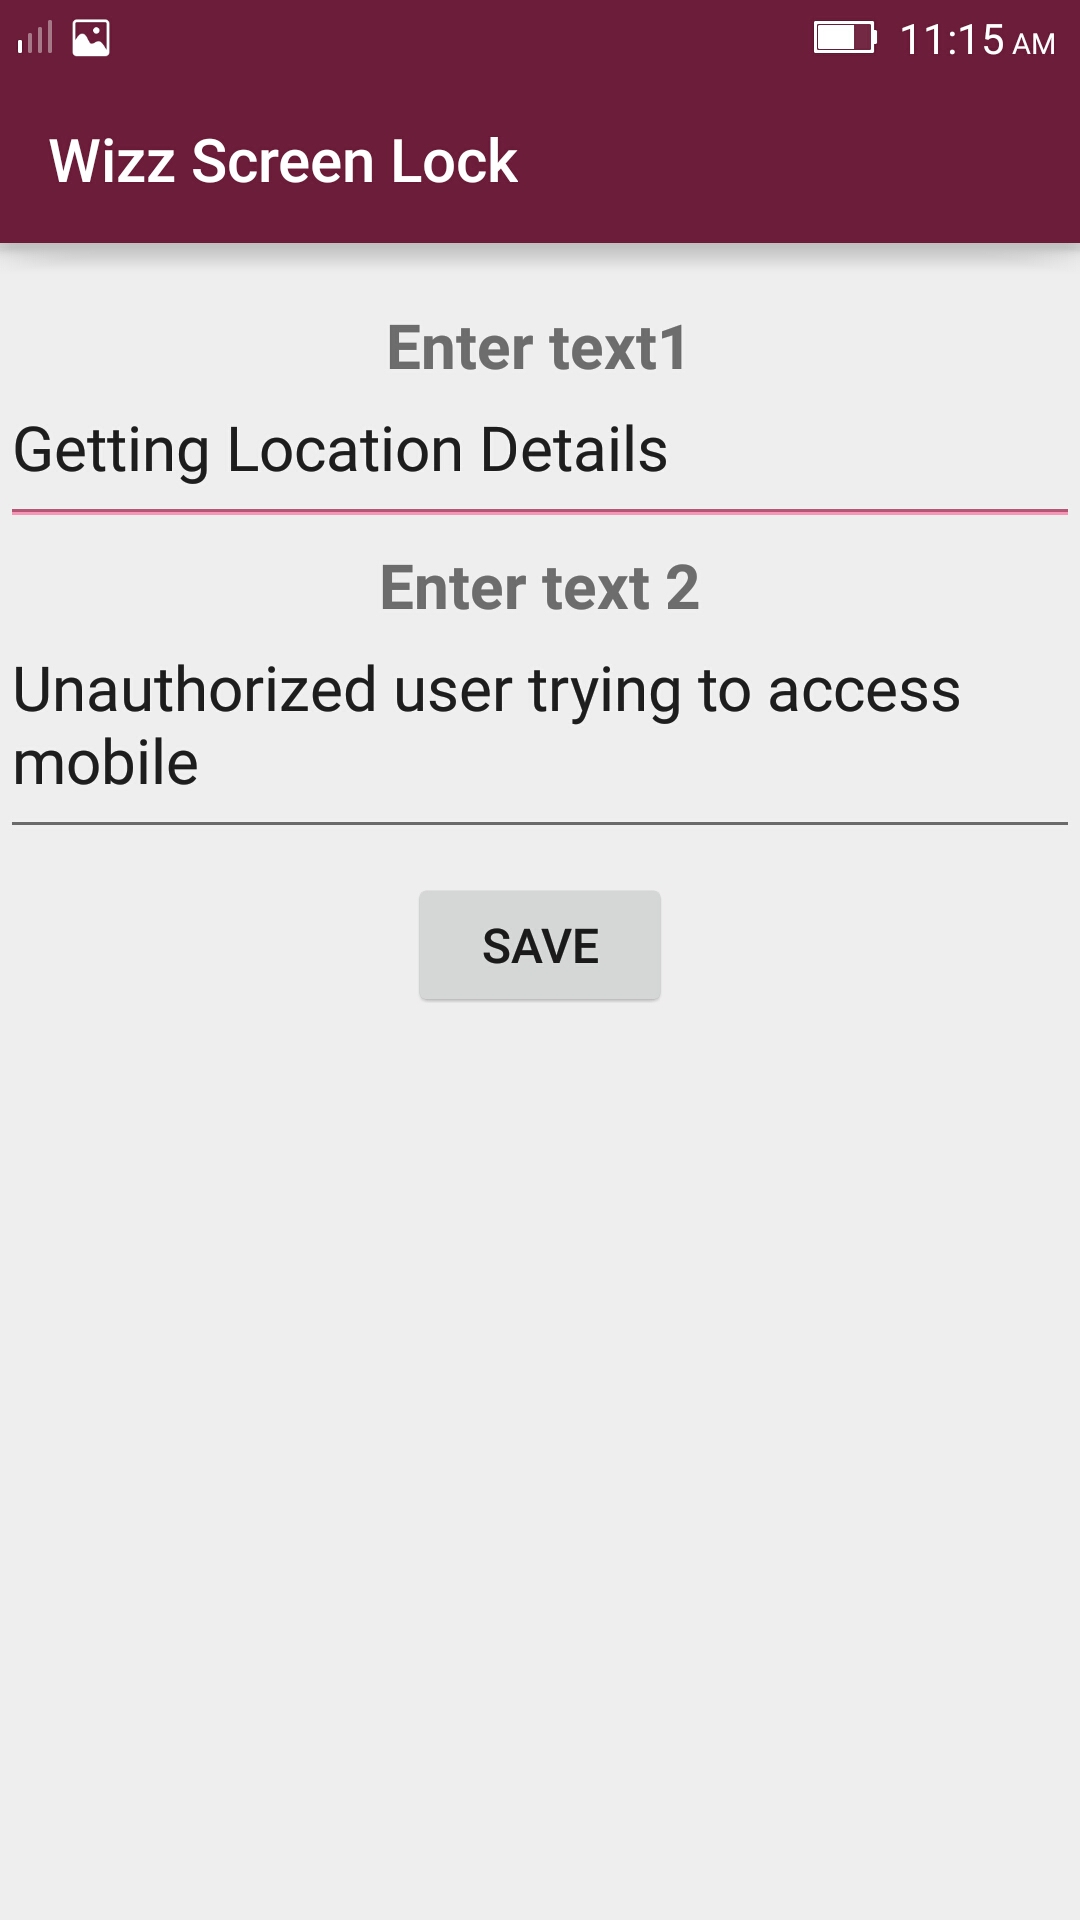 11:15 AM
Wizz Screen Lock
Enter text1
Getting Location Details
Enter text 2
Unauthorized user trying to access
mobile
SAVE